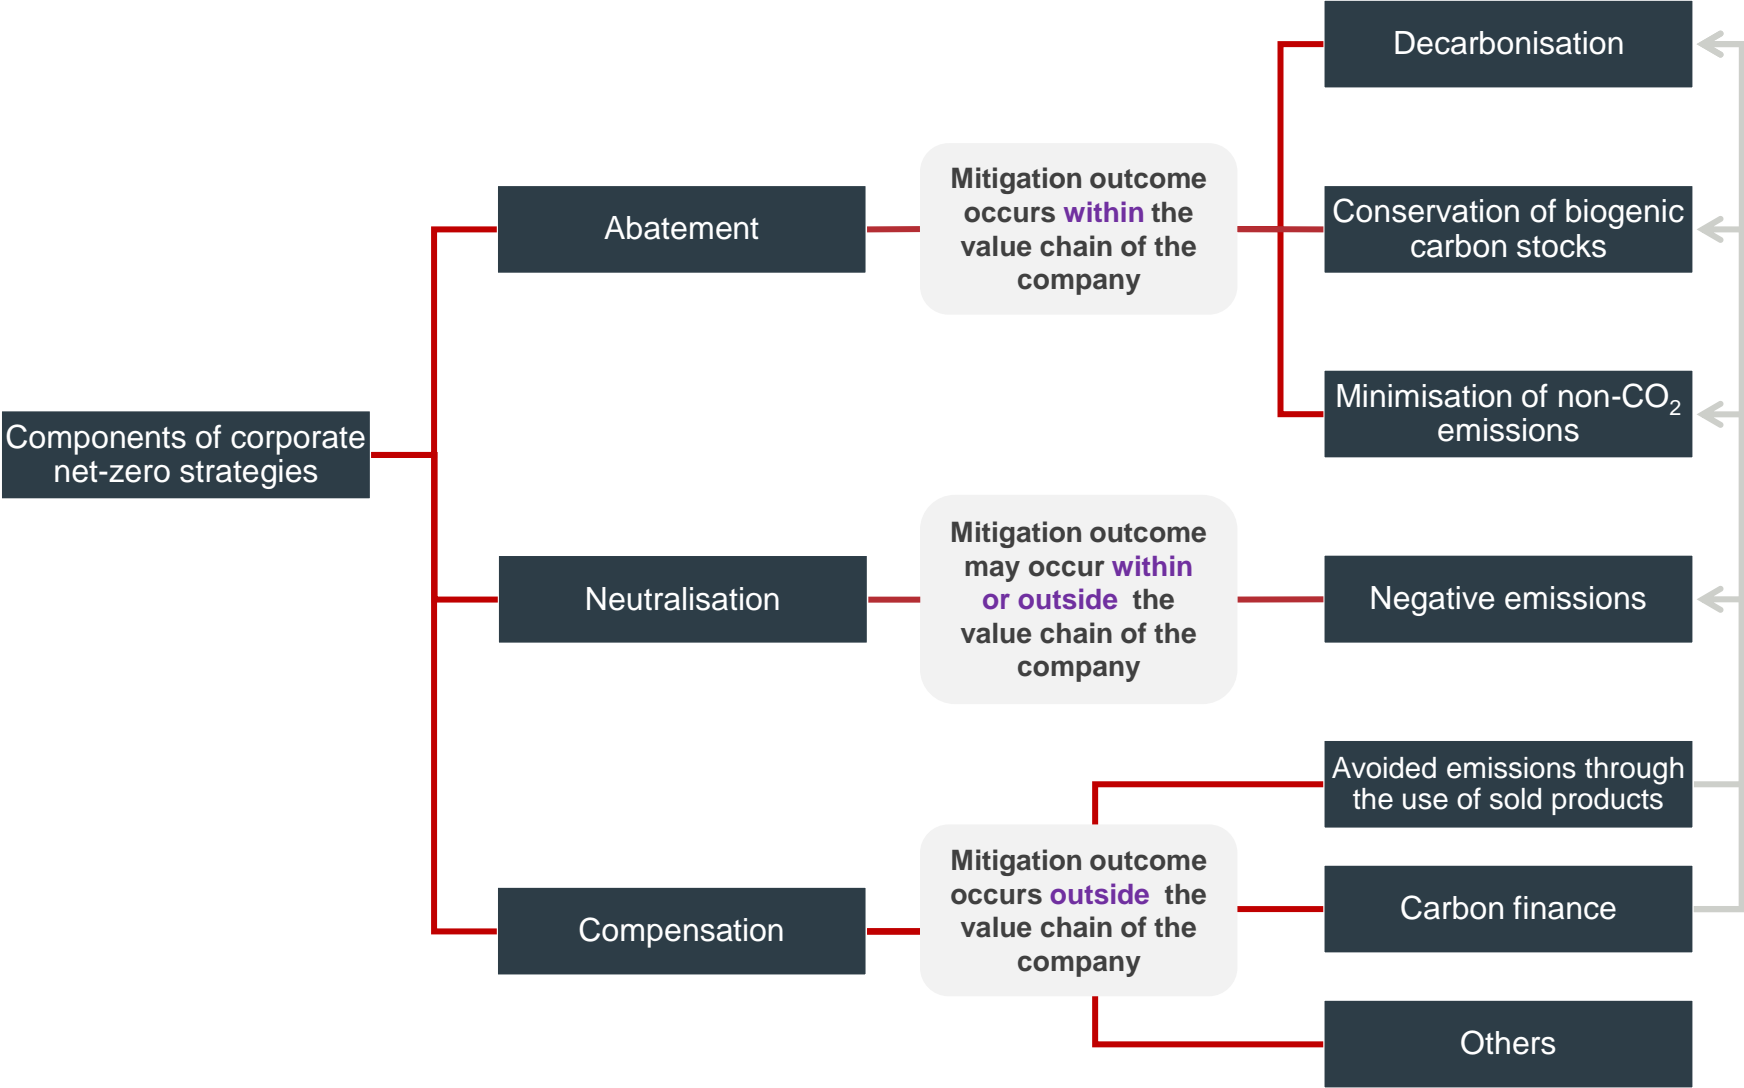 Components of corporate
net-zero strategies
Abatement
Mitigation outcome
occurs within the
value chain of the
company
Decarbonisation
Conservation of biogenic
carbon stocks
Minimisation of non-CO₂
emissions
Neutralisation
Mitigation outcome
may occur within
or outside the
value chain of the
company
Negative emissions
Compensation
Mitigation outcome
occurs outside the
value chain of the
company
Avoided emissions through
the use of sold products
Carbon finance
Others